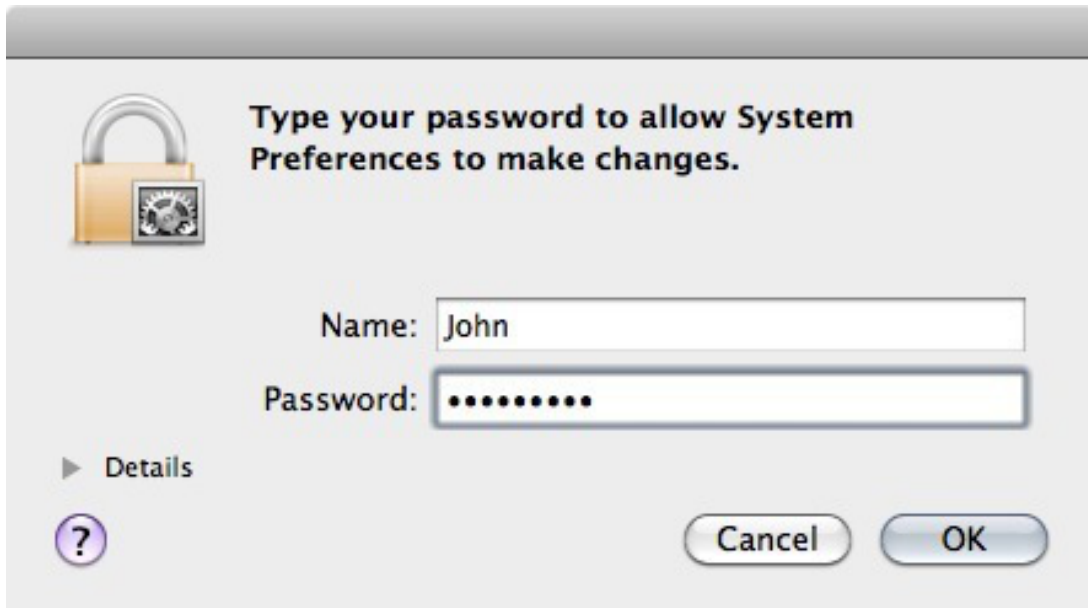 Type your password to allow System
Preferences to make changes.
Name: John
Password: •••••••••
Details
?
Cancel
OK